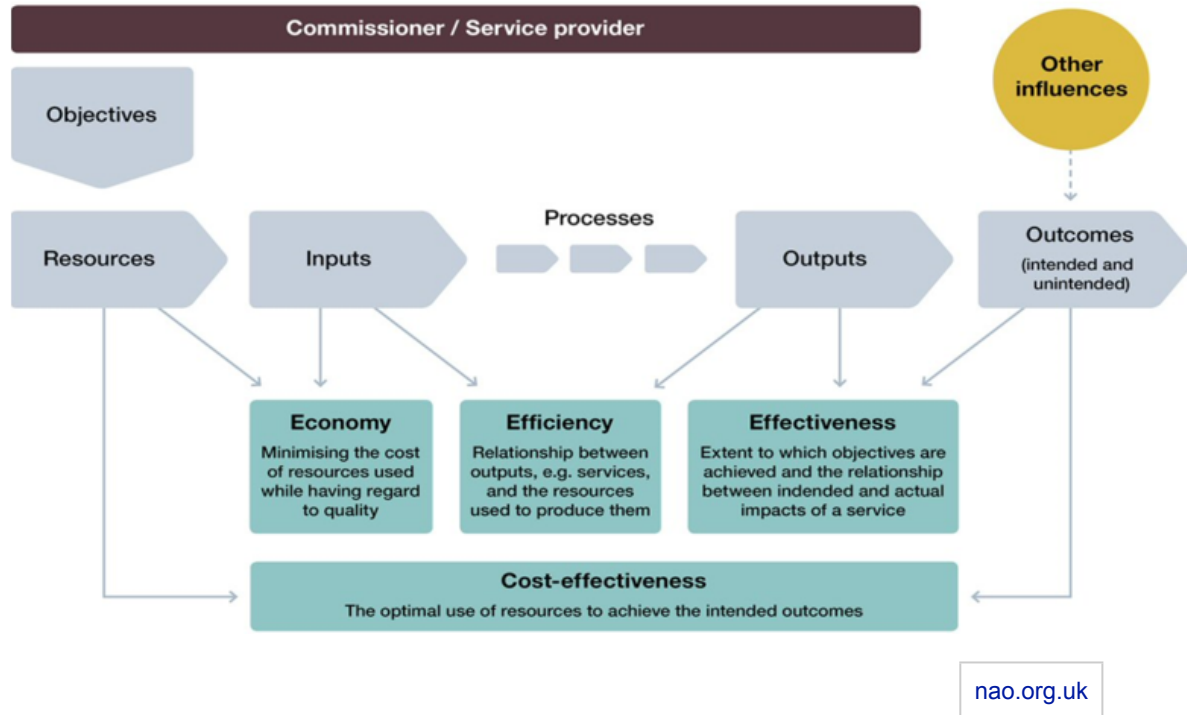 Commissioner / Service provider
Other
influences
Objectives
Resources
Inputs
Processes
Outputs
Outcomes
(intended and
unintended)
Economy
Minimising the cost
of resources used
while having regard
to quality
Efficiency
Relationship between
outputs, e.g. services,
and the resources
used to produce them
Effectiveness
Extent to which objectives are
achieved and the relationship
between indended and actual
impacts of a service
Cost-effectiveness
The optimal use of resources to achieve the intended outcomes
nao.org.uk